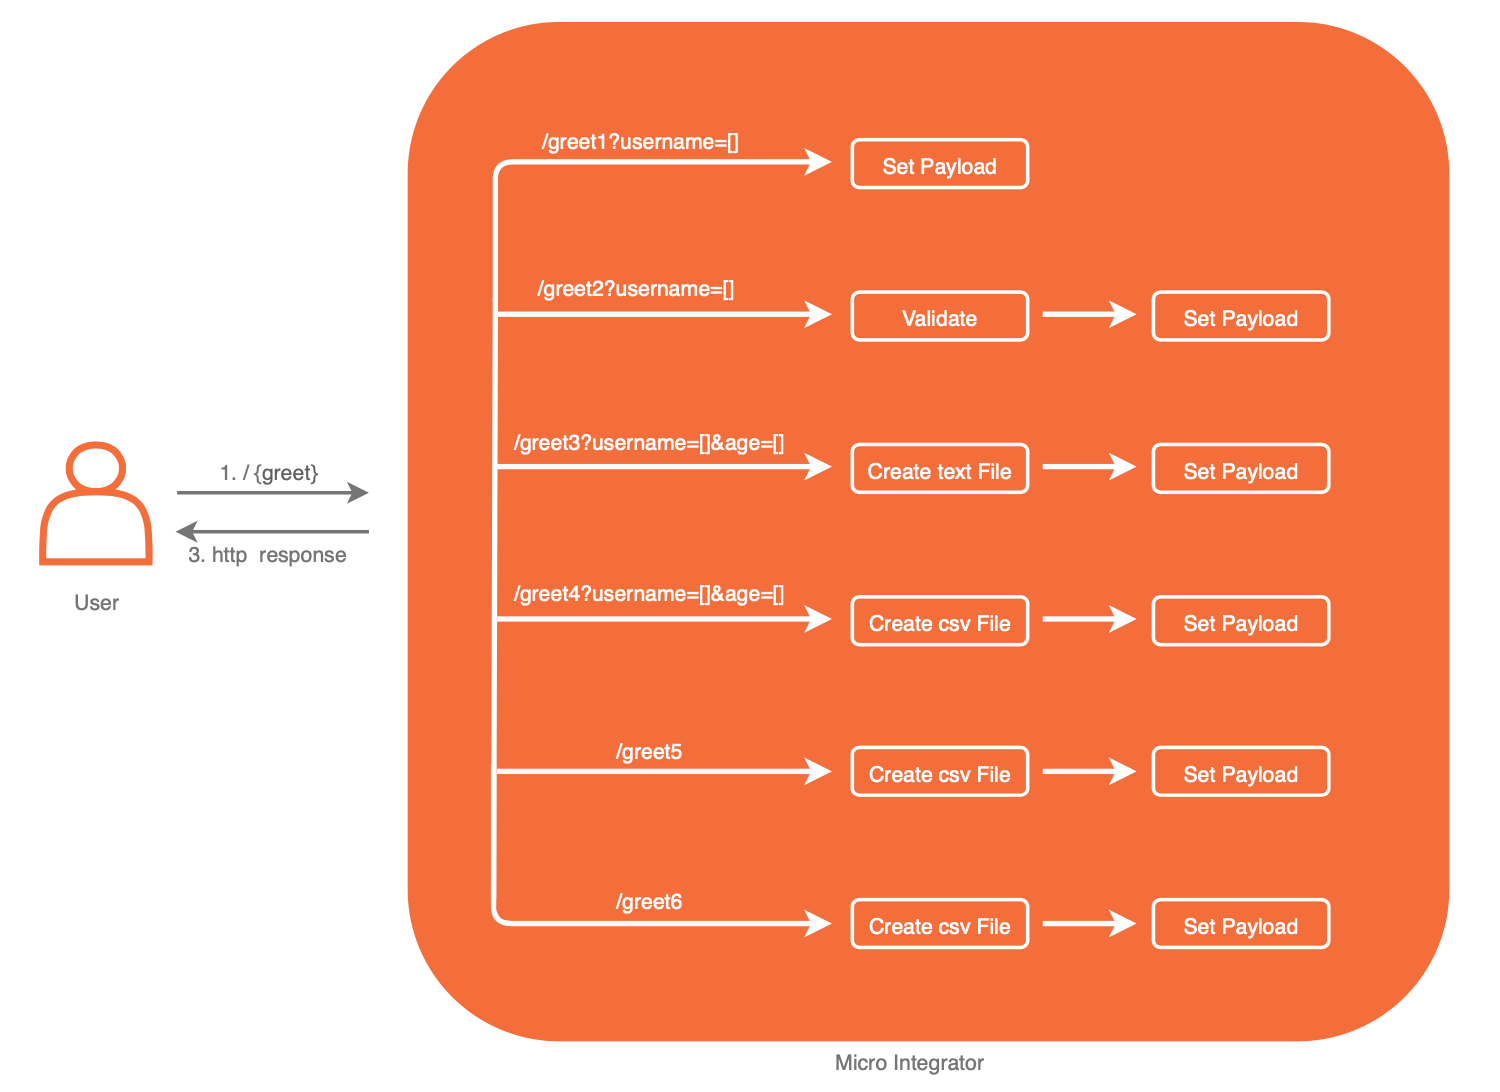 /greet1?username=[]
Set Payload
/greet2?username=[]
Validate
Set Payload
/greet3?username=[]&age=[]
Create text File
Set Payload
1. / {greet}
3. http  response
User
/greet4?username=[]&age=[]
Create csv File
Set Payload
/greet5
Create csv File
Set Payload
/greet6
Create csv File
Set Payload
Micro Integrator